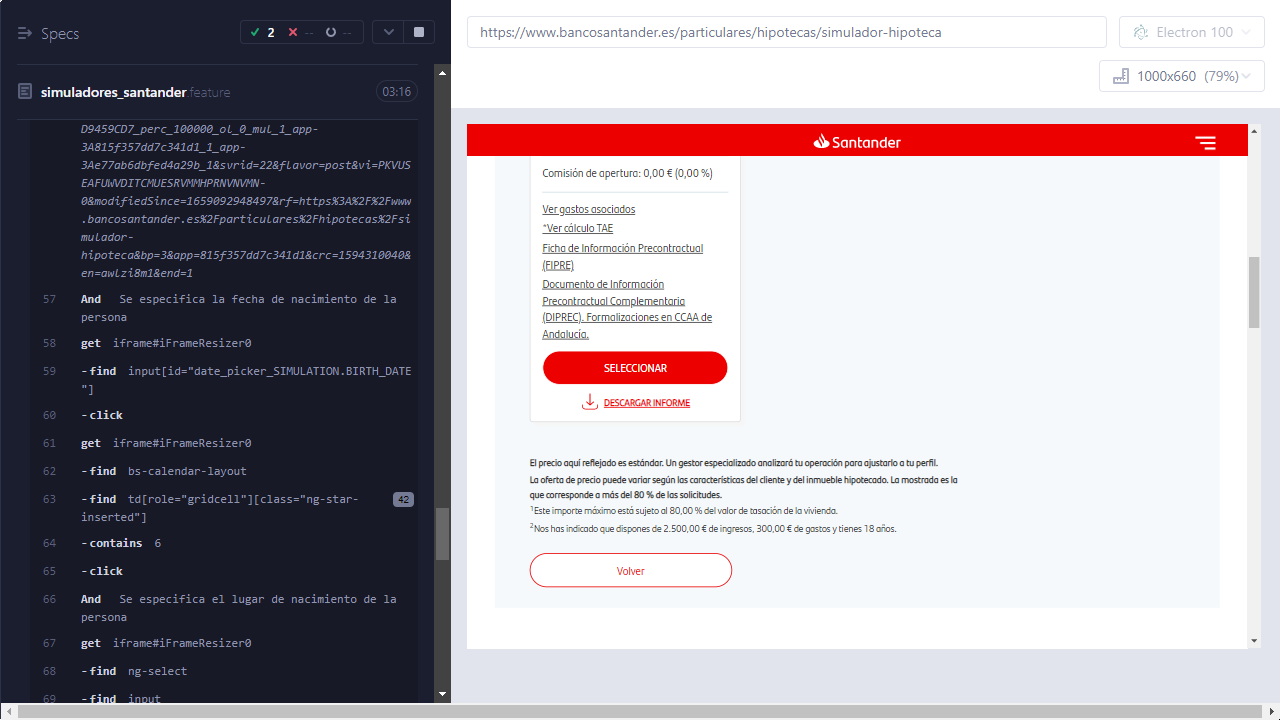 Specs
2
--
--
https://www.bancosantander.es/particulares/hipotecas/simulador-hipoteca
Electron 100
1000x660 (79%)
simuladores_santander.feature
03:16
D9459CD7_perc_100000_ol_0_mul_1_app-
3A815f357dd7c341d1_1_app-
3Ae77ab6dbfed4a29b_1&svrid=22&flavor=post&vi=PKVUS
EAFUWVDITCMUESRVMMHPRNVNVMN-
0&modifiedSince=1659092948497&rf=https%3A%2F%2Fwww
.bancosantander.es%2Fparticulares%2Fhipotecas%2Fsi
mulador-
hipoteca&bp=3&app=815f357dd7c341d1&crc=1594310040&
en=awlzi8m1&end=1
57 And Se especifica la fecha de nacimiento de la
persona
58 get iframe#iFrameResizer0
59 -find input[id="date_picker_SIMULATION.BIRTH_DATE
"]
60 -click
61 get iframe#iFrameResizer0
62 -find bs-calendar-layout
63 -find td[role="gridcell"][class="ng-star- 42
inserted"]
64 -contains 6
65 -click
66 And Se especifica el lugar de nacimiento de la
persona
67 get iframe#iFrameResizer0
68 -find ng-select
69 -find input
Santander
Comisión de apertura: 0,00 € (0,00 %)
Ver gastos asociados
*Ver cálculo TAE
Ficha de Información Precontractual
(FIPRE)
Documento de Información
Precontractual Complementaria
(DIPREC). Formalizaciones en CCAA de
Andalucía.
SELECCIONAR
DESCARGAR INFORME
El precio aquí reflejado es estándar. Un gestor especializado analizará tu operación para ajustarlo a tu perfil.
La oferta de precio puede variar según las características del cliente y del inmueble hipotecado. La mostrada es la
que corresponde a más del 80 % de las solicitudes.
1Este importe máximo está sujeto al 80,00 % del valor de tasación de la vivienda.
2Nos has indicado que dispones de 2.500,00 € de ingresos, 300,00 € de gastos y tienes 18 años.
Volver